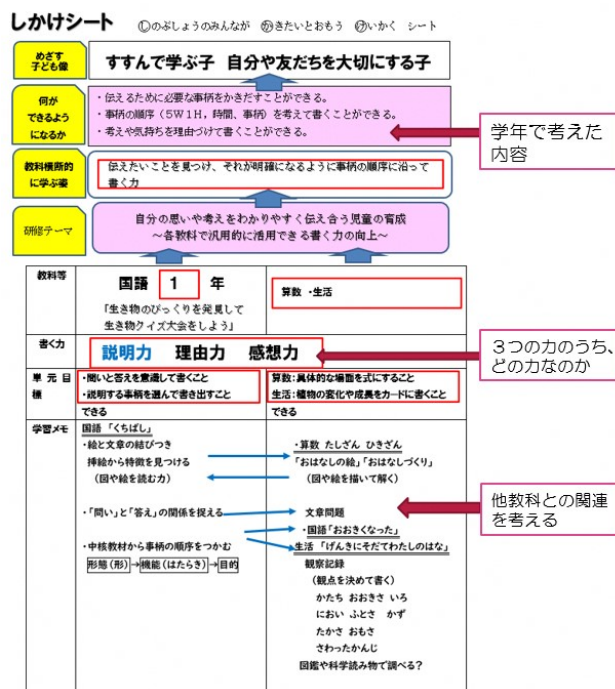 しかけシート　しのぶしょうのみんなが　かきたいとおもう　けいかく　シート
めざす
子ども像
すすんで学ぶ子　自分や友だちを大切にする子
何が
できるよう
になるか
・伝えるために必要な事柄をかきだすことができる。
・事柄の順序（5W1H，時間、事柄）を考えて書くことができる。
・考えや気持ちを理由づけて書くことができる。
学年で考えた
内容
教科横断的
に学ぶ姿
伝えたいことを見つけ、それが明確になるように事柄の順序に沿って
書く力
研修テーマ
自分の思いや考えをわかりやすく伝え合う児童の育成
～各教科で汎用的に活用できる書く力の向上～
教科等
国語　1　年
「生き物のびっくりを発見して
生き物クイズ大会をしよう」
算数 ・生活
書く力
説明力　理由力　感想力
３つの力のうち、
どの力なのか
単元目
標
・問いと答えを意識して書くこと
・説明する事柄を選んで書き出すこと
できる
算数：具体的な場面を式にすること
生活：植物の変化や成長をカードに書くこと
できる
学習メモ
国語「くちばし」
・絵と文章の結びつき
挿絵から特徴を見つける
（図や絵を読む力）
・「問い」と「答え」の関係を捉える
・中核教材から事柄の順序をつかむ
形態（形）→機能（はたらき）→目的
・算数 たしざん ひきざん
「おはなしの絵」「おはなしづくり」
（図や絵を描いて解く）
文章問題
・国語「おおきくなった」
生活 「げんきにそだてわたしのはな」
観察記録
（観点を決めて書く）
かたち おおきさ いろ
におい ふとさ かず
たかさ おもさ
さわったかんじ
図鑑や科学読み物で調べる？
他教科との関連
を考える